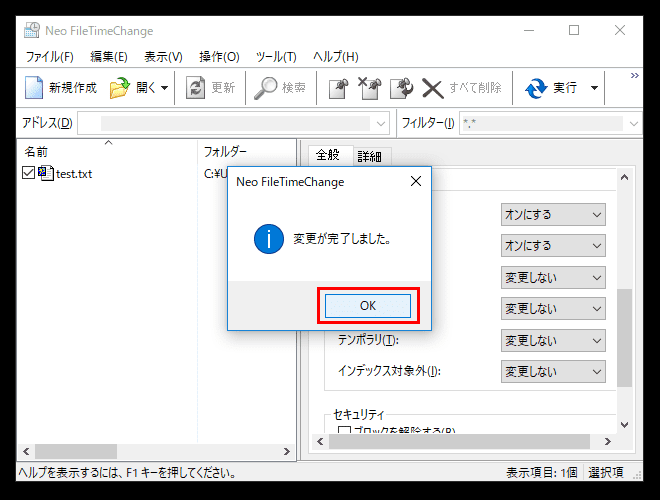 Neo FileTimeChange
ファイル(F) 編集(E) 表示(V) 操作(O) ツール(T) ヘルプ(H)
新規作成 開く 更新 検索 すべて削除 実行 »
アドレス(D) フィルター(I) *.*
名前 フォルダー 全般 詳細
test.txt C:¥U
Neo FileTimeChange
変更が完了しました。
OK
オンにする
オンにする
変更しない
変更しない
テンポラリ(T): 変更しない
インデックス対象外(I): 変更しない
セキュリティ
ブロックを解除する(B)
ヘルプを表示するには、F1 キーを押してください。 表示項目: 1個 選択項